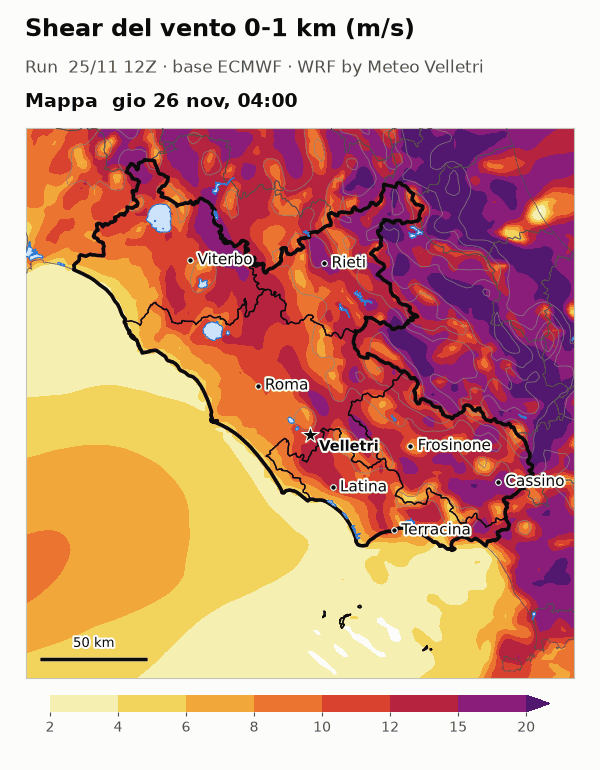 Shear del vento 0-1 km (m/s)
Run  25/11 12Z · base ECMWF · WRF by Meteo Velletri
Mappa  gio 26 nov, 04:00
Viterbo
Rieti
Roma
Velletri
Frosinone
Latina
Cassino
Terracina
50 km
2 4 6 8 10 12 15 20